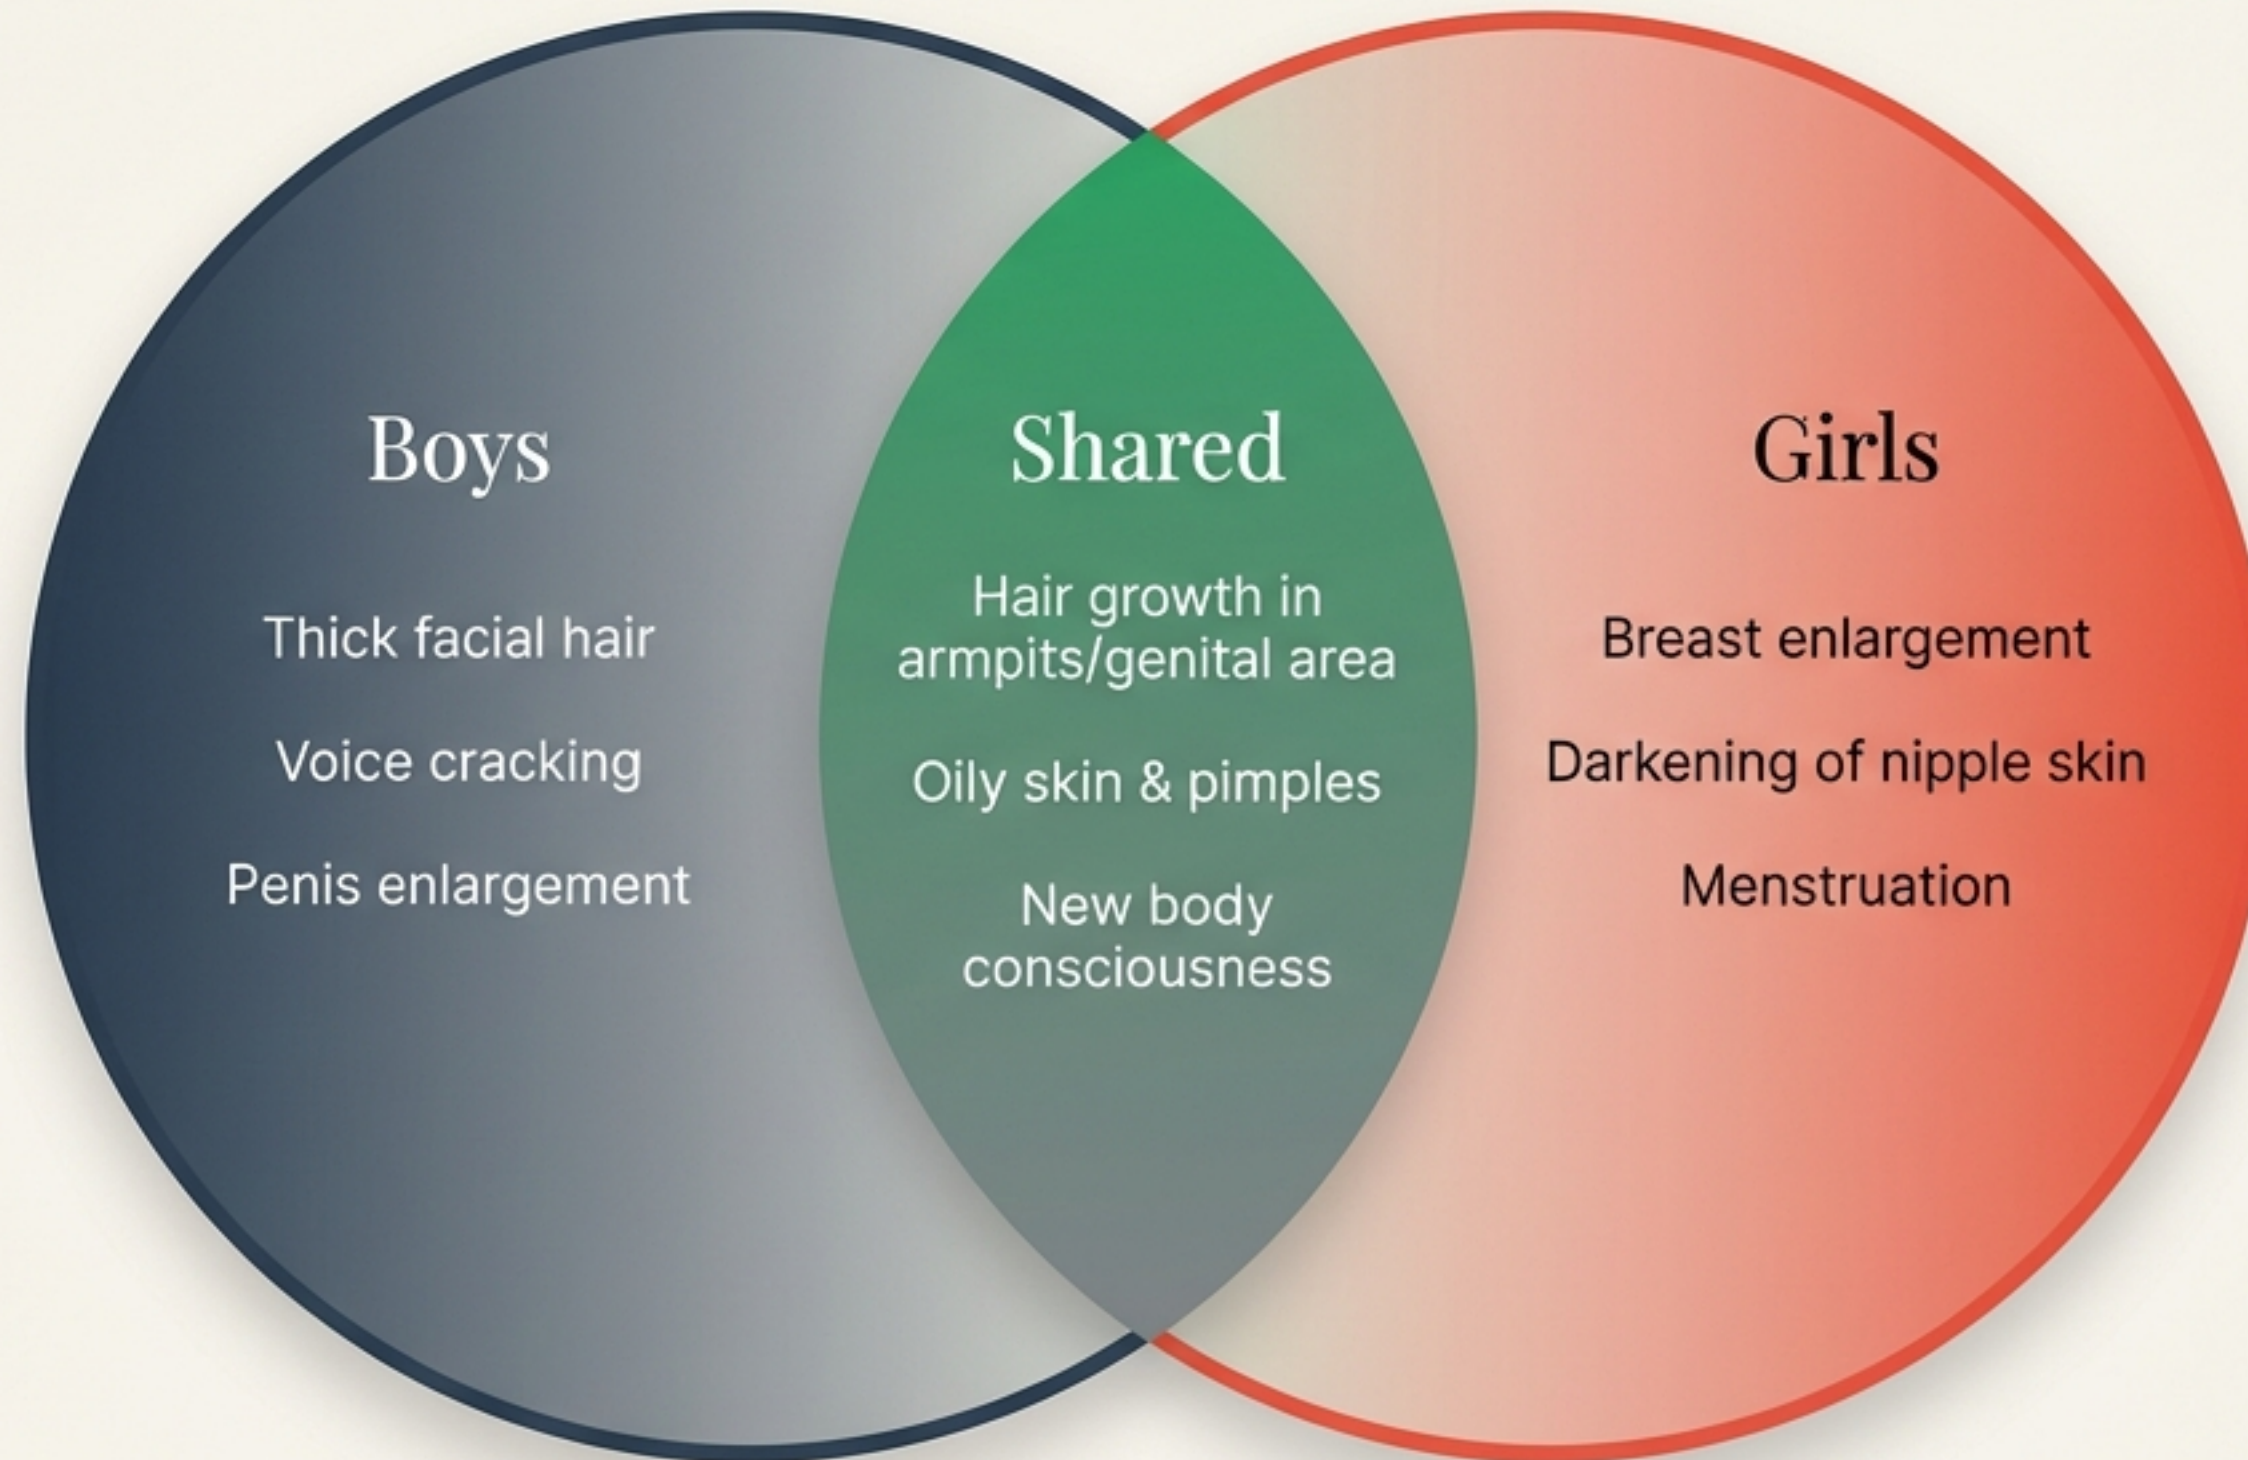 Boys
Thick facial hair
Voice cracking
Penis enlargement
Shared
Hair growth in
armpits/genital area
Oily skin & pimples
New body
consciousness
Girls
Breast enlargement
Darkening of nipple skin
Menstruation